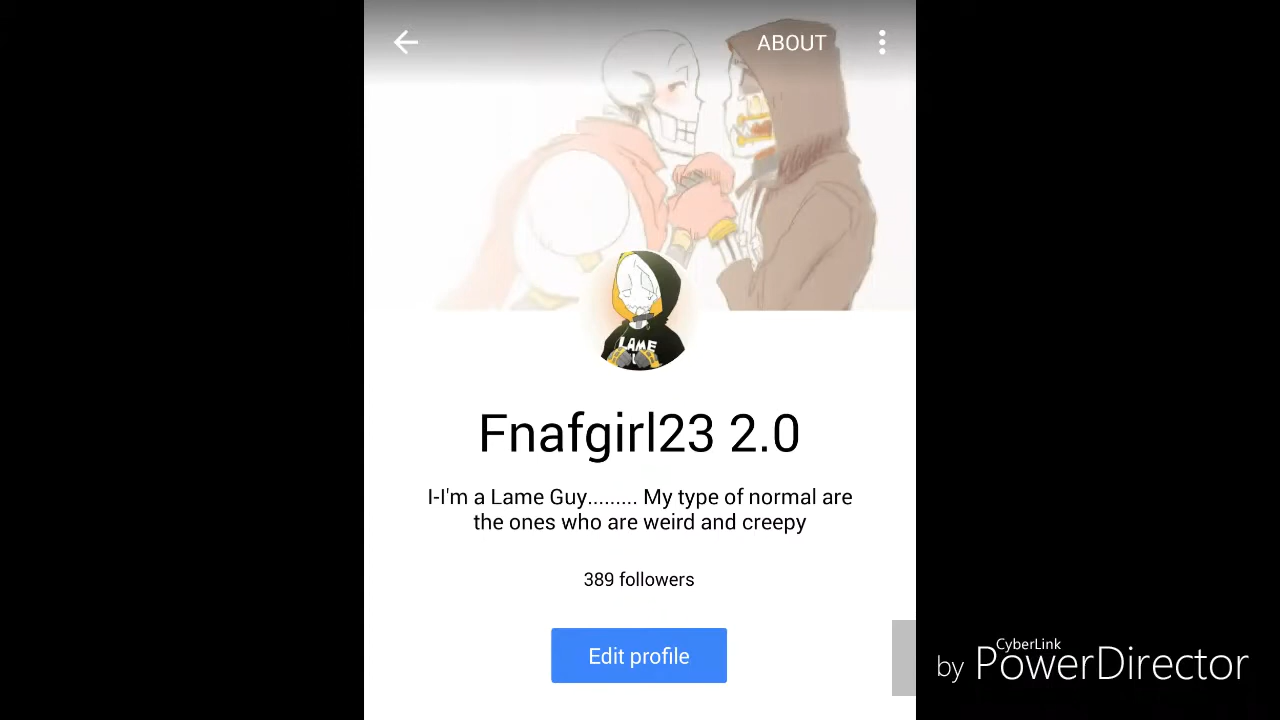 ABOUT
LAME
Fnafgirl23 2.0
I-I'm a Lame Guy......... My type of normal are
the ones who are weird and creepy
389 followers
Edit profile
CyberLink
by PowerDirector